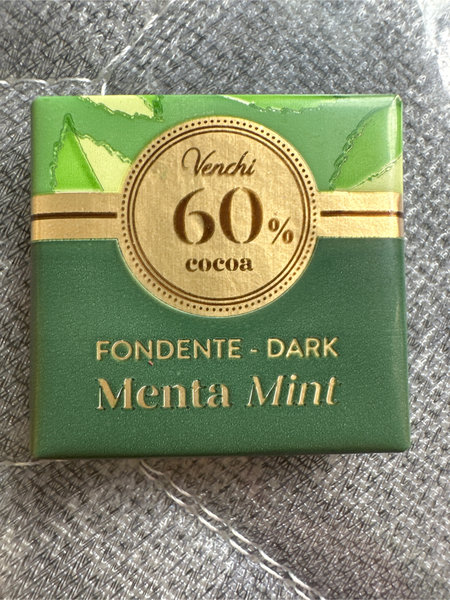 Venchi
60%
cocoa
FONDENTE - DARK
Menta Mint